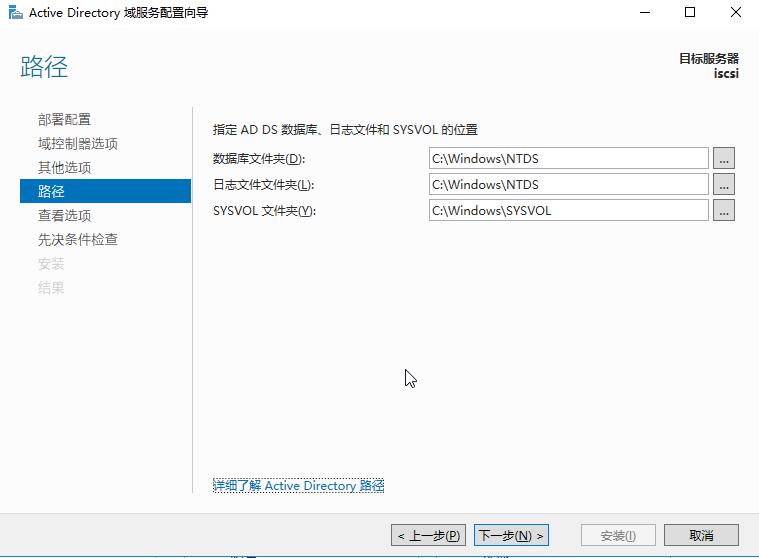 Active Directory 域服务配置向导
路径
目标服务器
iscsi
部署配置
域控制器选项
其他选项
路径
查看选项
先决条件检查
安装
结果
指定 AD DS 数据库、日志文件和 SYSVOL 的位置
数据库文件夹(D): C:\Windows\NTDS ...
日志文件文件夹(L): C:\Windows\NTDS ...
SYSVOL 文件夹(Y): C:\Windows\SYSVOL ...
详细了解 Active Directory 路径
< 上一步(P) 下一步(N) > 安装(I) 取消